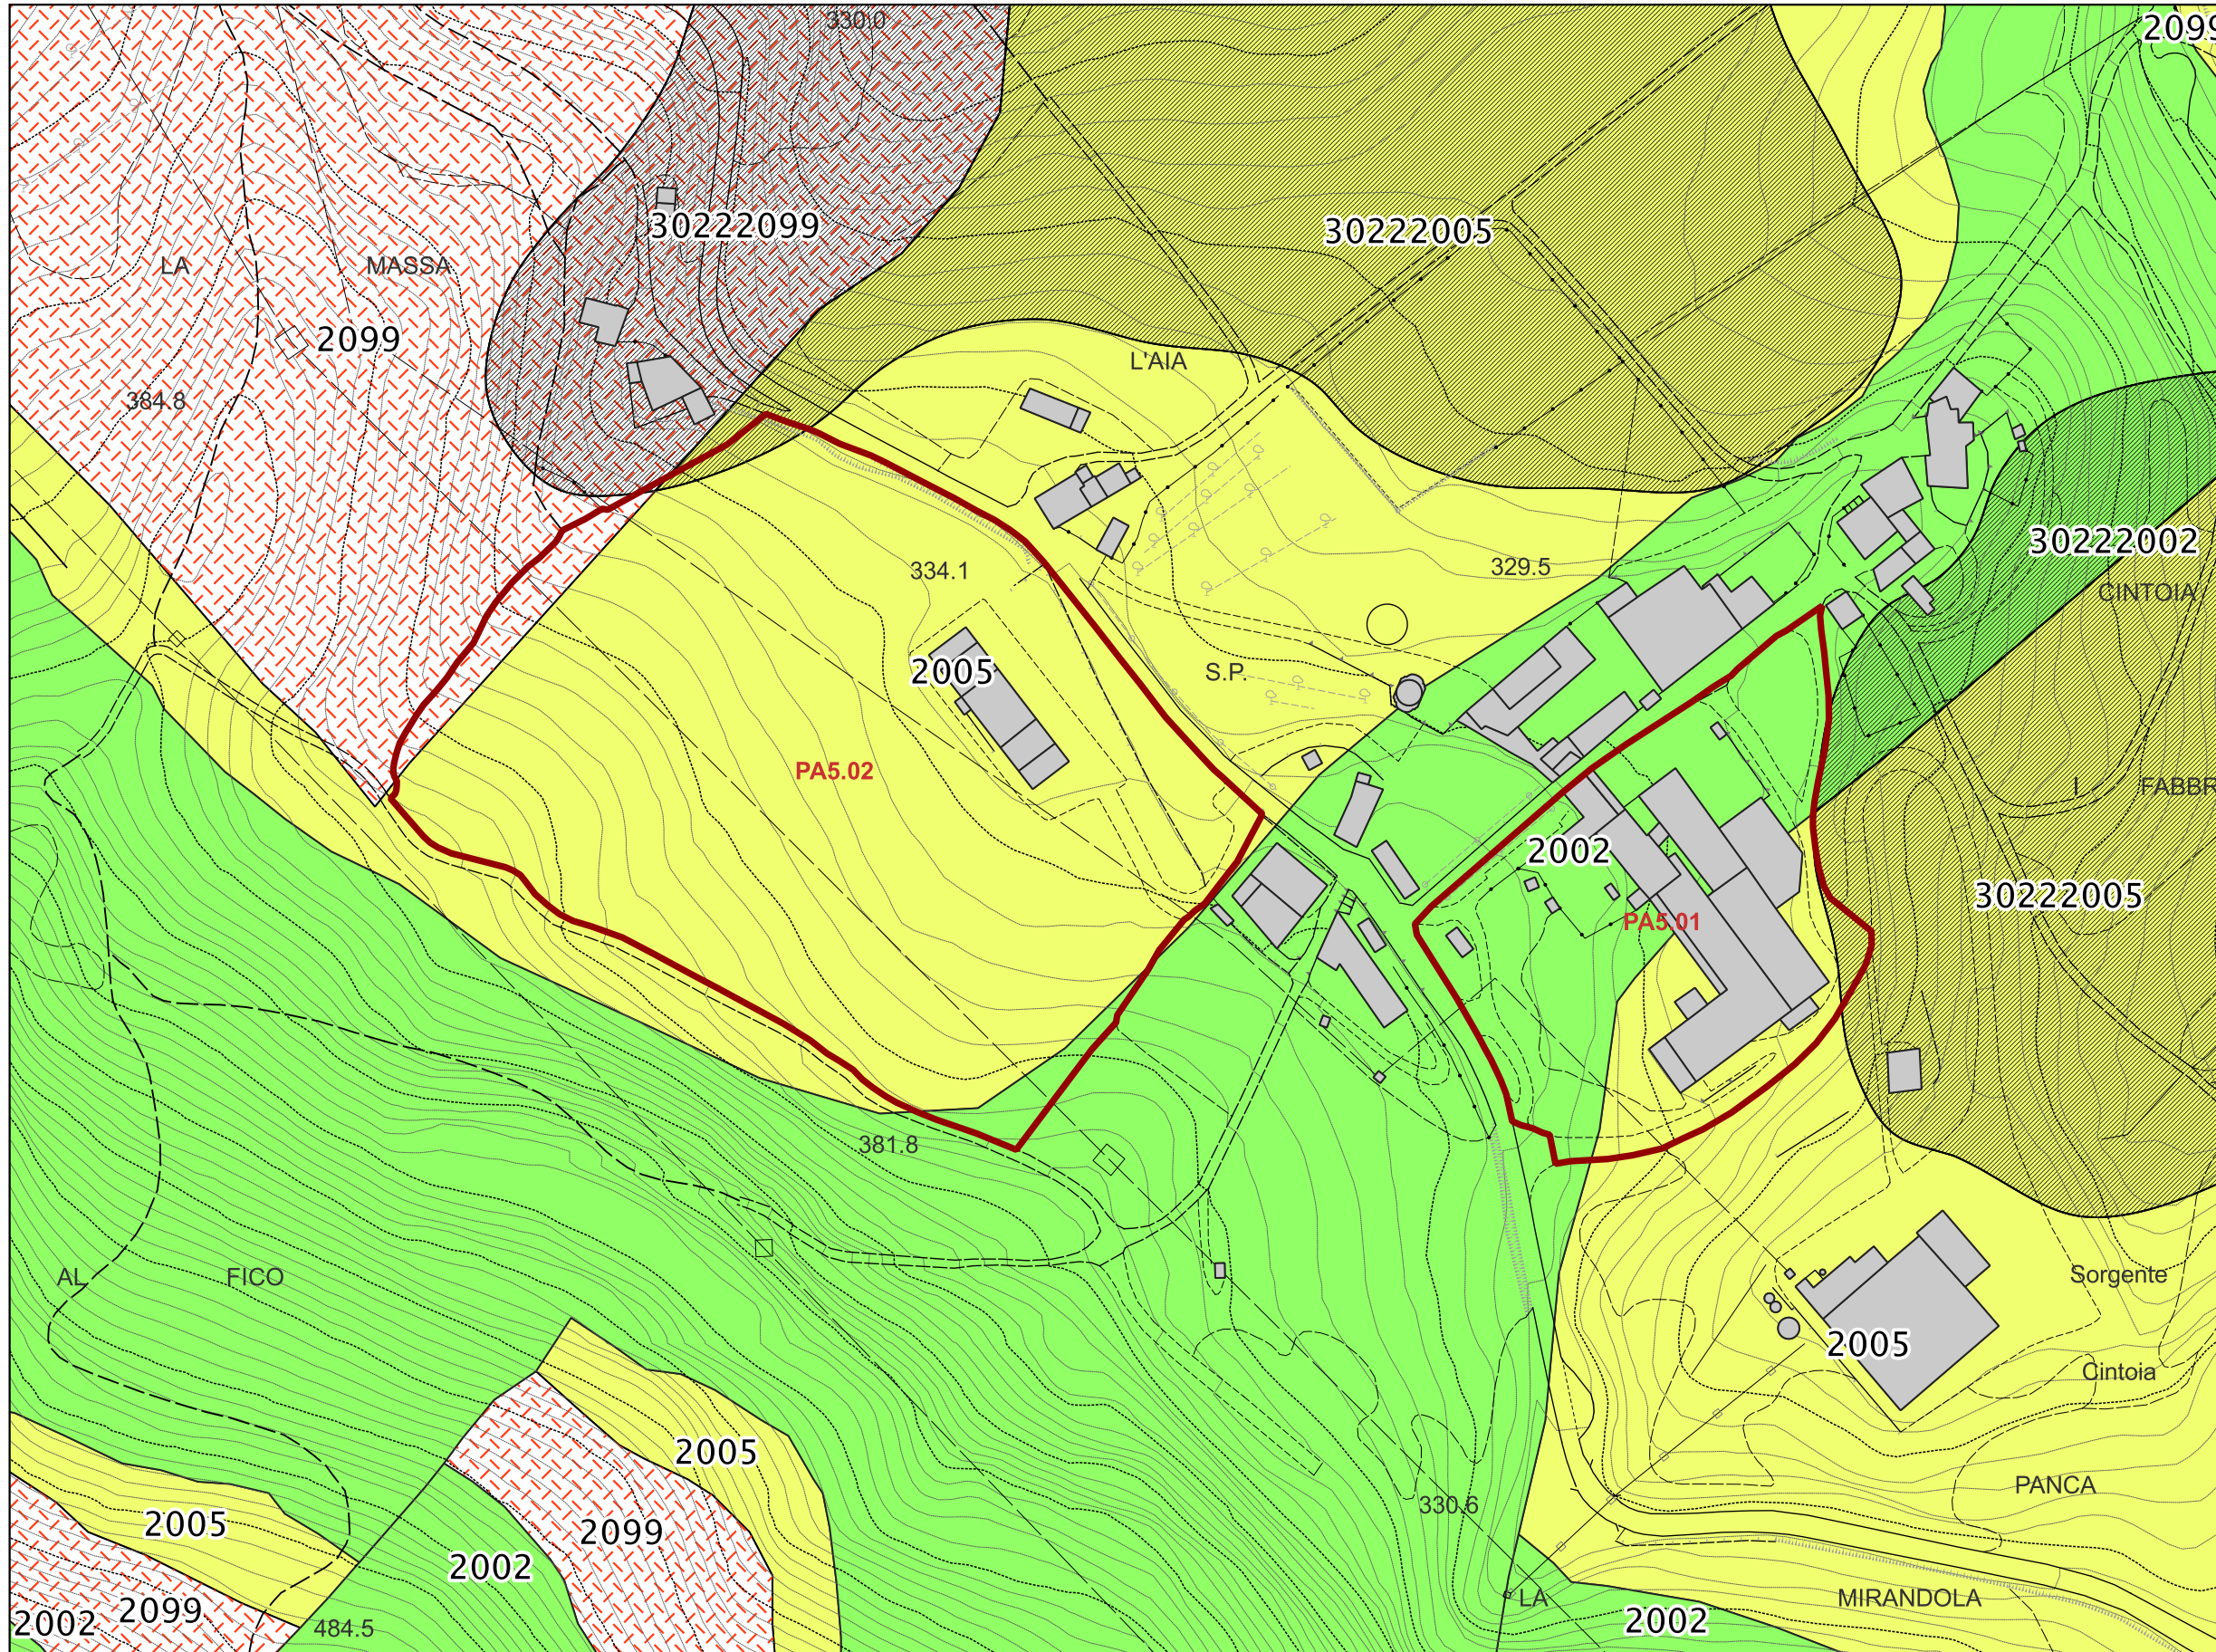 330.0
2099
30222099
30222005
LA MASSA
2099
L'AIA
384.8
30222002
334.1
329.5
CINTOIA
2005
S.P.
PA5.02
I FABBR
2002
30222005
PA5.01
381.8
AL FICO
Sorgente
2005
Cintoia
2005
PANCA
330.6
2005
2099
2002
LA MIRANDOLA
2099
2002
2002
484.5